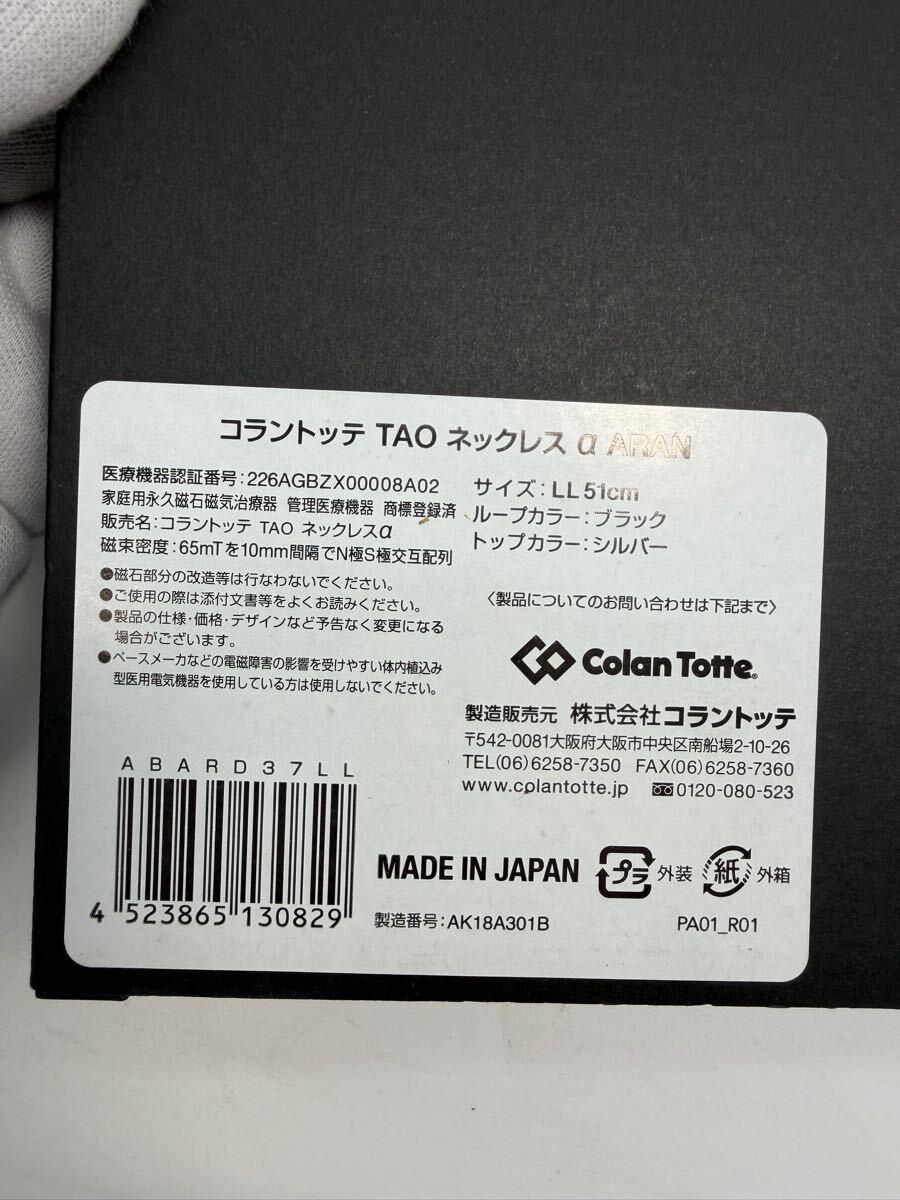 コラントッテ TAO ネックレス α ARAN
医療機器認証番号:226AGBZX00008A02
家庭用永久磁石磁気治療器 管理医療機器 商標登録済
販売名:コラントッテ TAO ネックレスα
磁束密度:65mTを10mm間隔でN極S極交互配列
●磁石部分の改造等は行なわないでください。
●ご使用の際は添付文書等をよくお読みください。
●製品の仕様・価格・デザインなど予告なく変更になる
場合がございます。
●ペースメーカなどの電磁障害の影響を受けやすい体内植込み
型医用電気機器を使用している方は使用しないでください。
サイズ:LL 51cm
ループカラー:ブラック
トップカラー:シルバー
〈製品についてのお問い合わせは下記まで〉
Colan Totte®
製造販売元 株式会社コラントッテ
〒542-0081大阪府大阪市中央区南船場2-10-26
TEL(06)6258-7350 FAX(06)6258-7360
www.colantotte.jp 0120-080-523
ABARD37LL
4 523865 130829
MADE IN JAPAN プラ 外装 紙 外箱
製造番号:AK18A301B PA01_R01